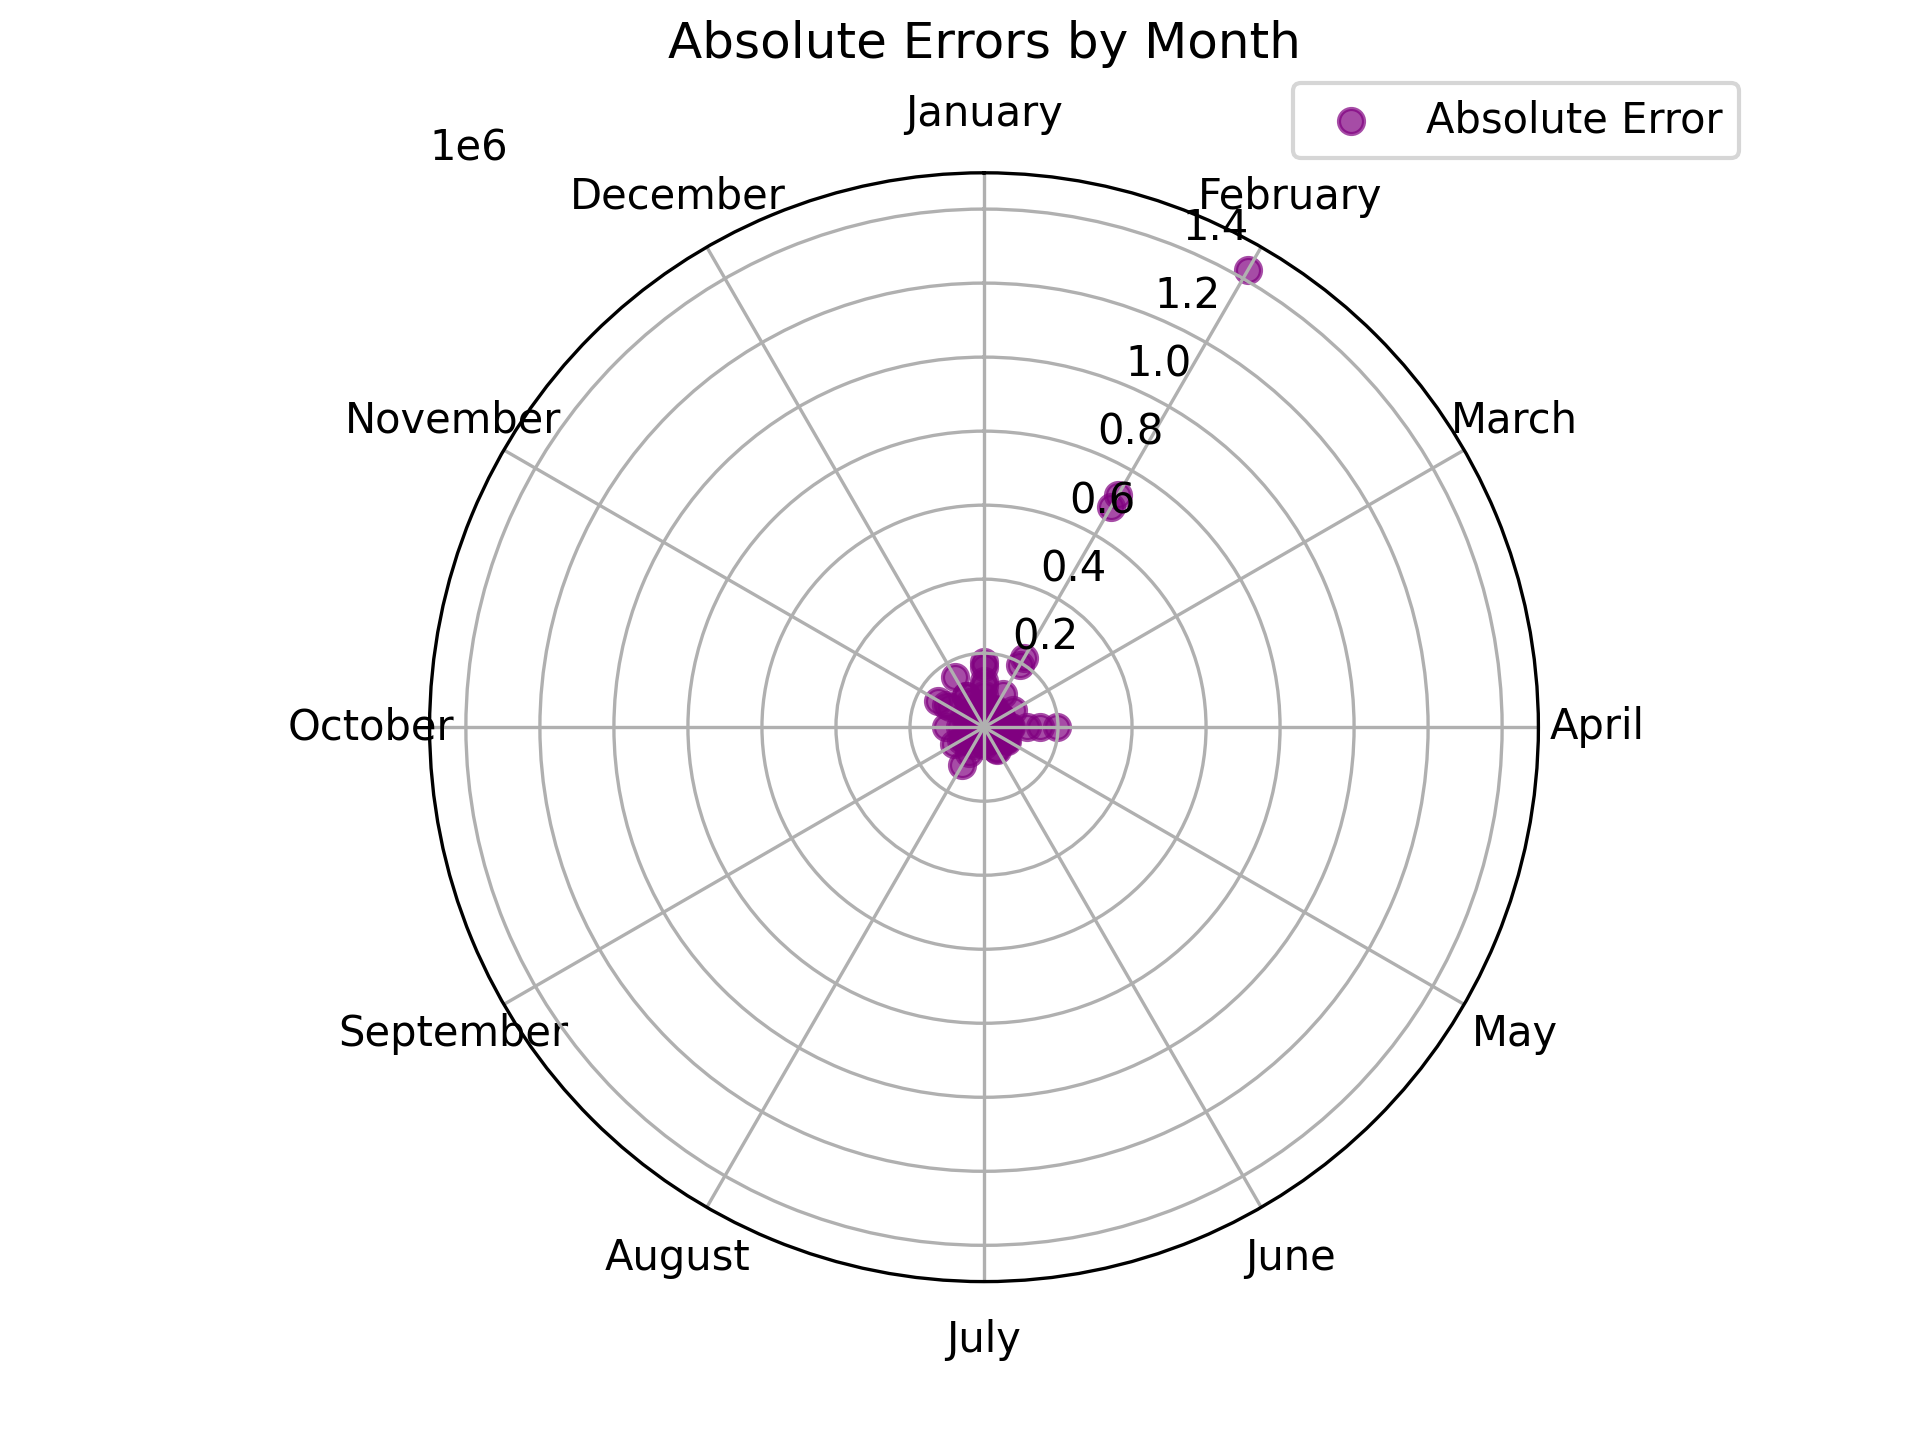 Absolute Errors by Month
January
Absolute Error
1e6
December
February
1.4
1.2
1.0
November
March
0.8
0.6
0.4
0.2
October
April
September
May
August
June
July